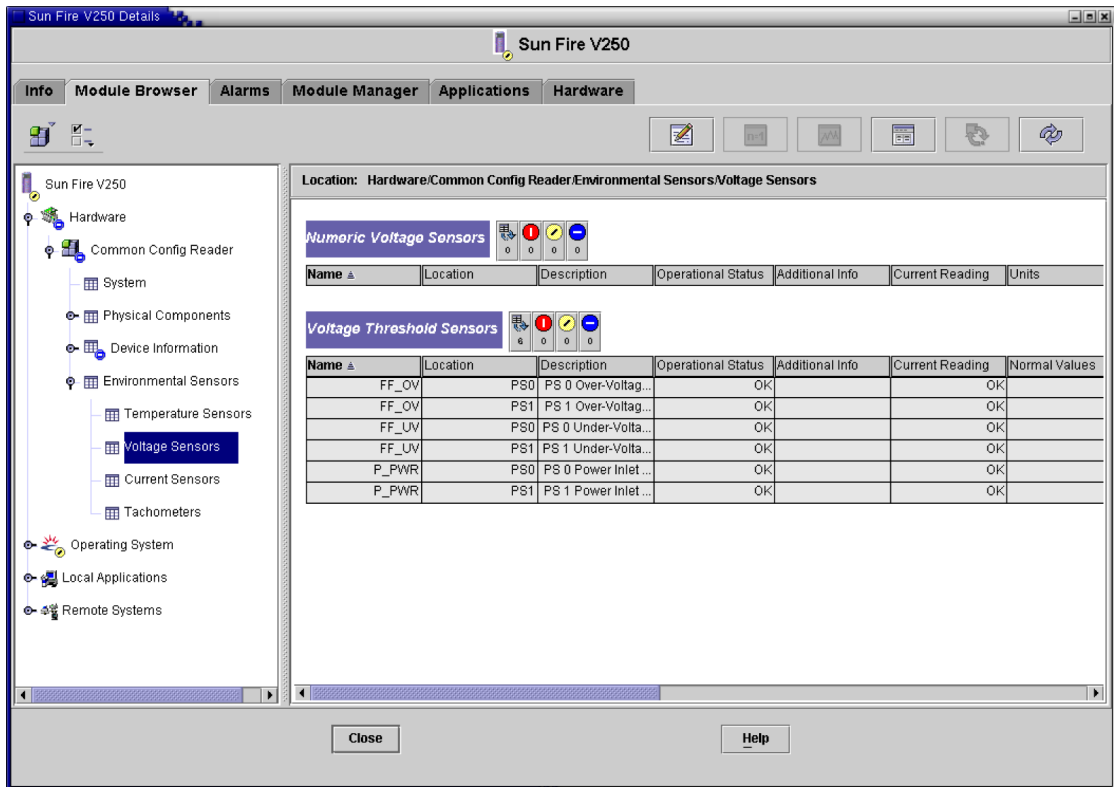 Sun Fire V250 Details
Sun Fire V250
Info Module Browser Alarms Module Manager Applications Hardware
Sun Fire V250
Hardware
Common Config Reader
System
Physical Components
Device Information
Environmental Sensors
Temperature Sensors
Voltage Sensors
Current Sensors
Tachometers
Operating System
Local Applications
Remote Systems
Location: Hardware/Common Config Reader/Environmental Sensors/Voltage Sensors
Numeric Voltage Sensors 0 0 0 0
Name Location Description Operational Status Additional Info Current Reading Units
Voltage Threshold Sensors 6 0 0 0
Name Location Description Operational Status Additional Info Current Reading Normal Values
FF_OV PS0 PS 0 Over-Voltag... OK OK
FF_OV PS1 PS 1 Over-Voltag... OK OK
FF_UV PS0 PS 0 Under-Volta... OK OK
FF_UV PS1 PS 1 Under-Volta... OK OK
P_PWR PS0 PS 0 Power Inlet ... OK OK
P_PWR PS1 PS 1 Power Inlet ... OK OK
Close Help